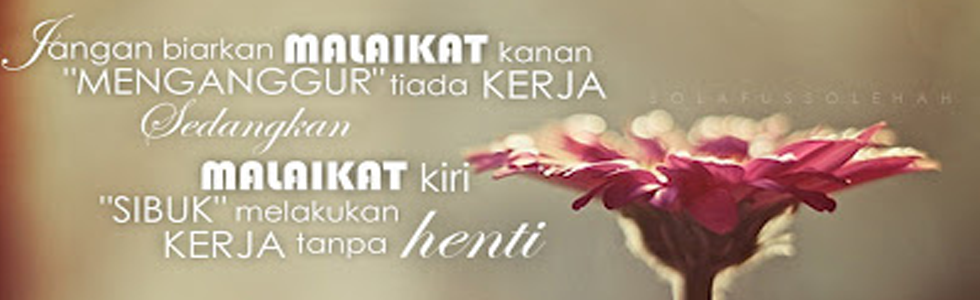 Jangan biarkan MALAIKAT kanan
"MENGANGGUR" tiada KERJA
Sedangkan
MALAIKAT kiri
"SIBUK" melakukan
KERJA tanpa henti
SOLAFUSSOLEHAH